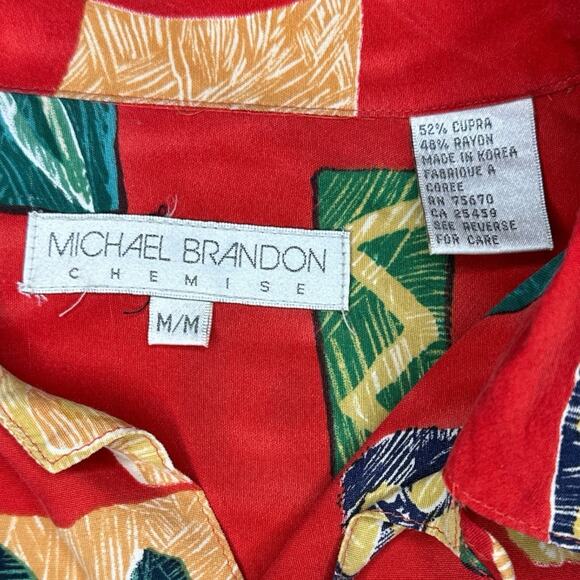 MICHAEL BRANDON
CHEMISE
M/M
52% CUPRA
48% RAYON
MADE IN KOREA
FABRIQUE A
COREE
RN 75670
CA 25459
SEE REVERSE
FOR CARE